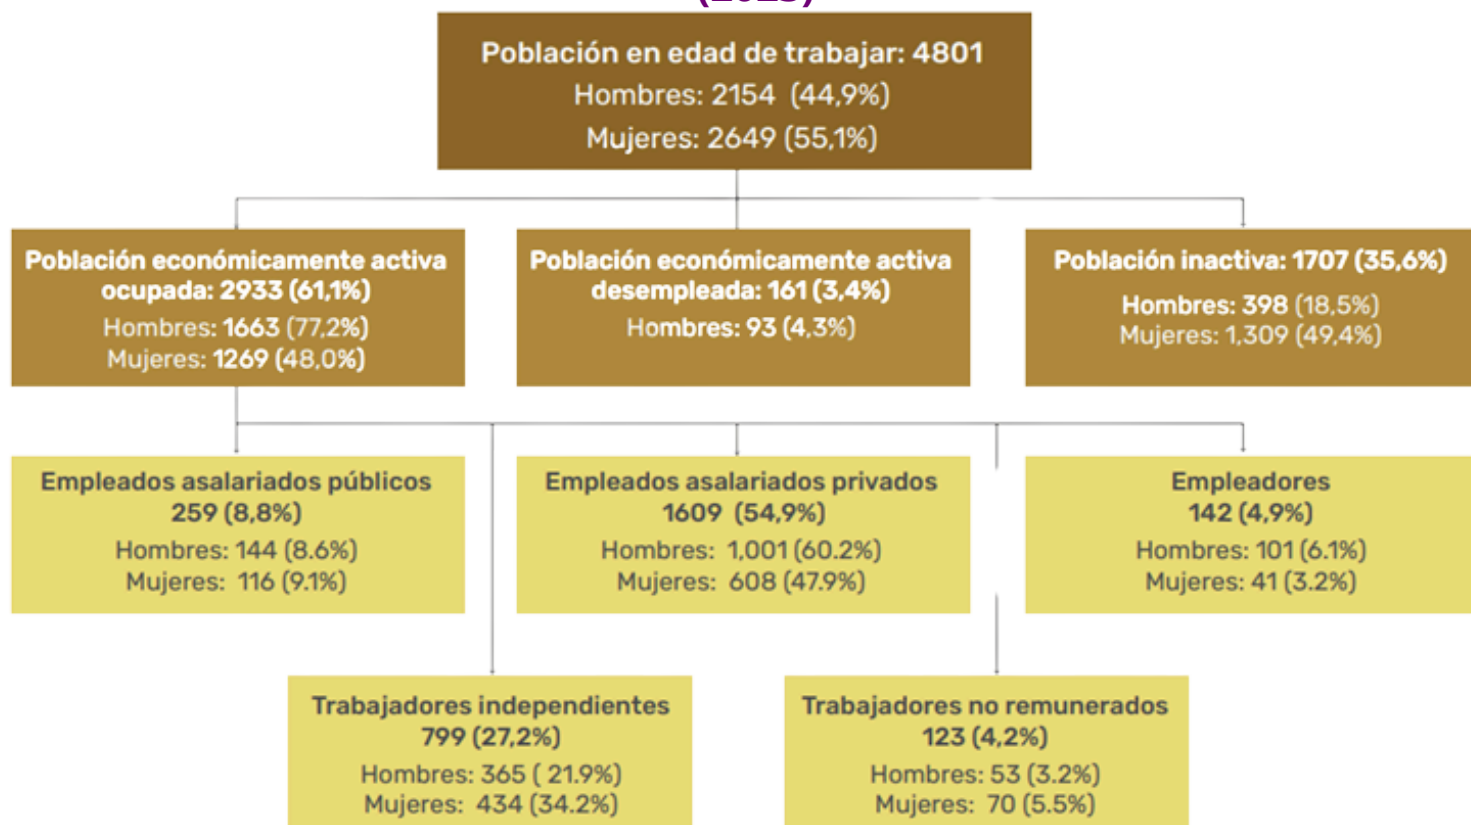 Población en edad de trabajar: 4801
Hombres: 2154 (44,9%)
Mujeres: 2649 (55,1%)
Población económicamente activa
ocupada: 2933 (61,1%)
Hombres: 1663 (77,2%)
Mujeres: 1269 (48,0%)
Población económicamente activa
desempleada: 161 (3,4%)
Hombres: 93 (4,3%)
Población inactiva: 1707 (35,6%)
Hombres: 398 (18,5%)
Mujeres: 1,309 (49,4%)
Empleados asalariados públicos
259 (8,8%)
Hombres: 144 (8.6%)
Mujeres: 116 (9.1%)
Empleados asalariados privados
1609 (54,9%)
Hombres: 1,001 (60.2%)
Mujeres: 608 (47.9%)
Empleadores
142 (4,9%)
Hombres: 101 (6.1%)
Mujeres: 41 (3.2%)
Trabajadores independientes
799 (27,2%)
Hombres: 365 ( 21.9%)
Mujeres: 434 (34.2%)
Trabajadores no remunerados
123 (4,2%)
Hombres: 53 (3.2%)
Mujeres: 70 (5.5%)